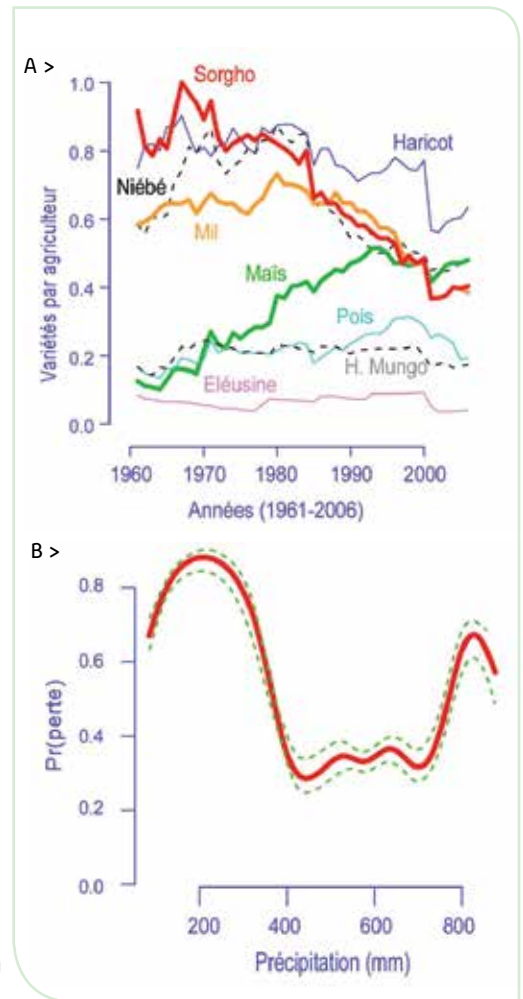 A >
1.0
0.8
0.6
0.4
0.2
0.0
Variétés par agriculteur
Sorgho
Haricot
Niébé
Mil
Maïs
Pois
H. Mungo
Eléusine
1960 1970 1980 1990 2000
Années (1961-2006)
B >
0.8
0.6
0.4
0.2
0.0
Pr(perte)
200 400 600 800
Précipitation (mm)